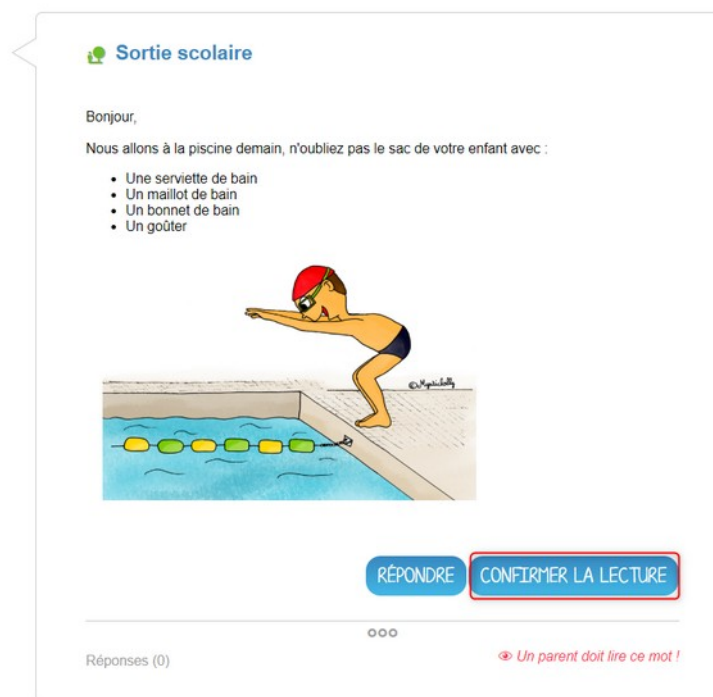 Sortie scolaire
Bonjour,
Nous allons à la piscine demain, n'oubliez pas le sac de votre enfant avec :
• Une serviette de bain
• Un maillot de bain
• Un bonnet de bain
• Un goûter
©Mysticlolly
RÉPONDRE CONFIRMER LA LECTURE
Réponses (0)
Un parent doit lire ce mot !